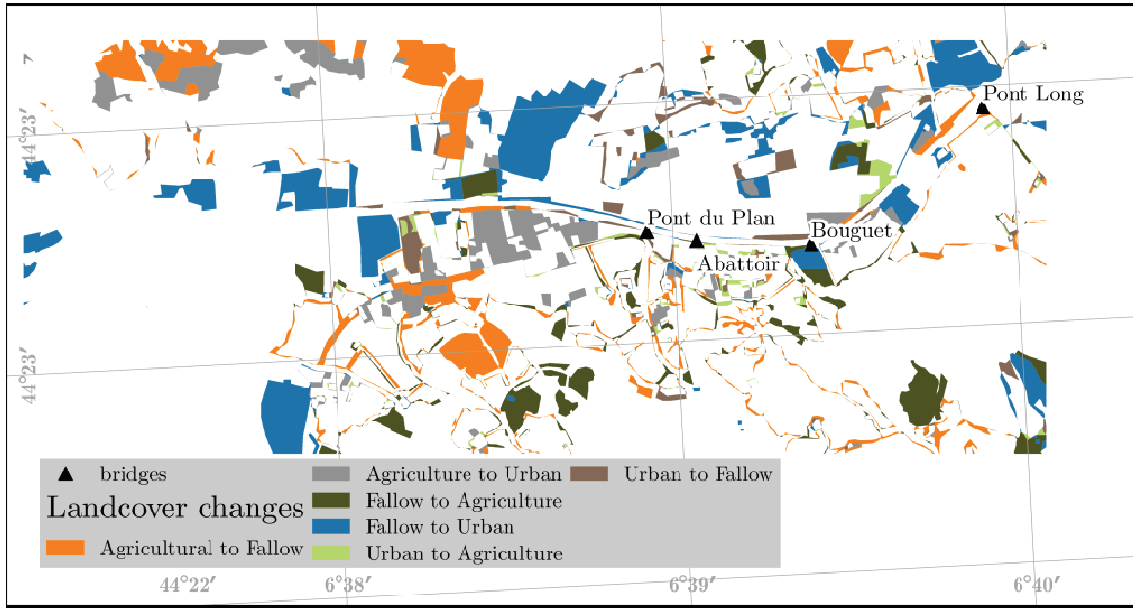 7
44°23′
Pont Long
Pont du Plan
Bouguet
Abattoir
44°23′
bridges
Landcover changes
Agricultural to Fallow
Agriculture to Urban
Fallow to Agriculture
Fallow to Urban
Urban to Agriculture
Urban to Fallow
44°22′
6°38′
6°39′
6°40′